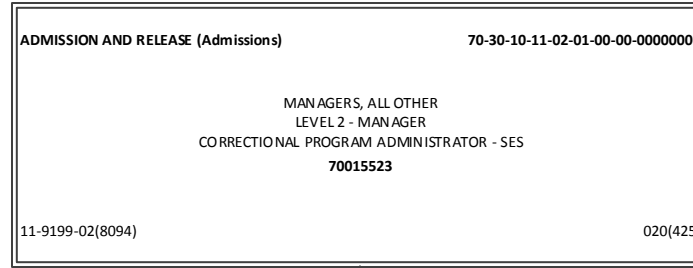 ADMISSION AND RELEASE (Admissions) 70-30-10-11-02-01-00-00-0000000
MANAGERS, ALL OTHER
LEVEL 2 - MANAGER
CORRECTIONAL PROGRAM ADMINISTRATOR - SES
70015523
11-9199-02(8094) 020(425